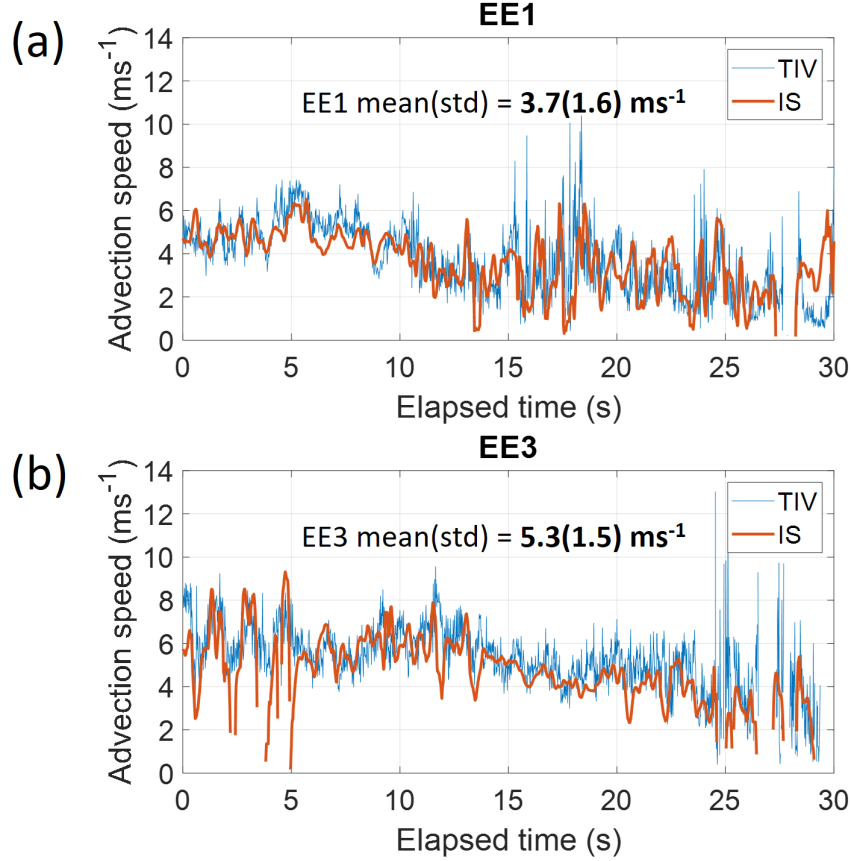 (a)
EE1
Advection speed (ms⁻¹)
14
12
10
8
6
4
2
0
EE1 mean(std) = 3.7(1.6) ms⁻¹
TIV
IS
0 5 10 15 20 25 30
Elapsed time (s)
(b)
EE3
Advection speed (ms⁻¹)
14
12
10
8
6
4
2
0
EE3 mean(std) = 5.3(1.5) ms⁻¹
TIV
IS
0 5 10 15 20 25 30
Elapsed time (s)